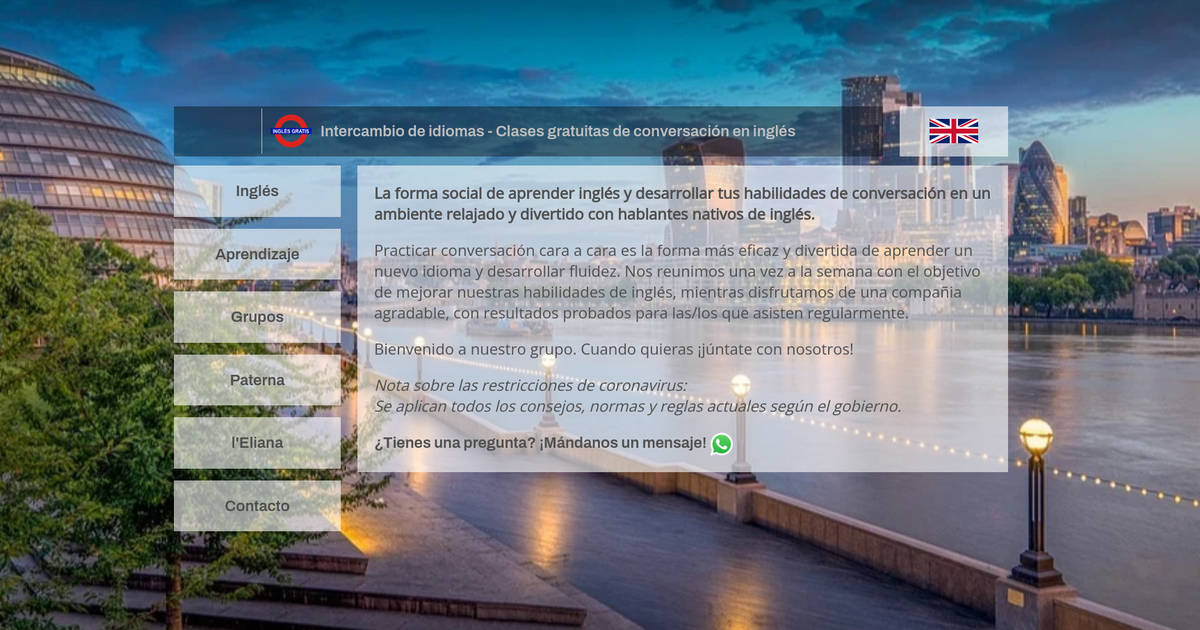 INGLÉS GRATIS
Intercambio de idiomas - Clases gratuitas de conversación en inglés
Inglés
Aprendizaje
Grupos
Paterna
l'Eliana
Contacto
La forma social de aprender inglés y desarrollar tus habilidades de conversación en un
ambiente relajado y divertido con hablantes nativos de inglés.
Practicar conversación cara a cara es la forma más eficaz y divertida de aprender un
nuevo idioma y desarrollar fluidez. Nos reunimos una vez a la semana con el objetivo
de mejorar nuestras habilidades de inglés, mientras disfrutamos de una compañia
agradable, con resultados probados para las/los que asisten regularmente.
Bienvenido a nuestro grupo. Cuando quieras ¡júntate con nosotros!
Nota sobre las restricciones de coronavirus:
Se aplican todos los consejos, normas y reglas actuales según el gobierno.
¿Tienes una pregunta? ¡Mándanos un mensaje!